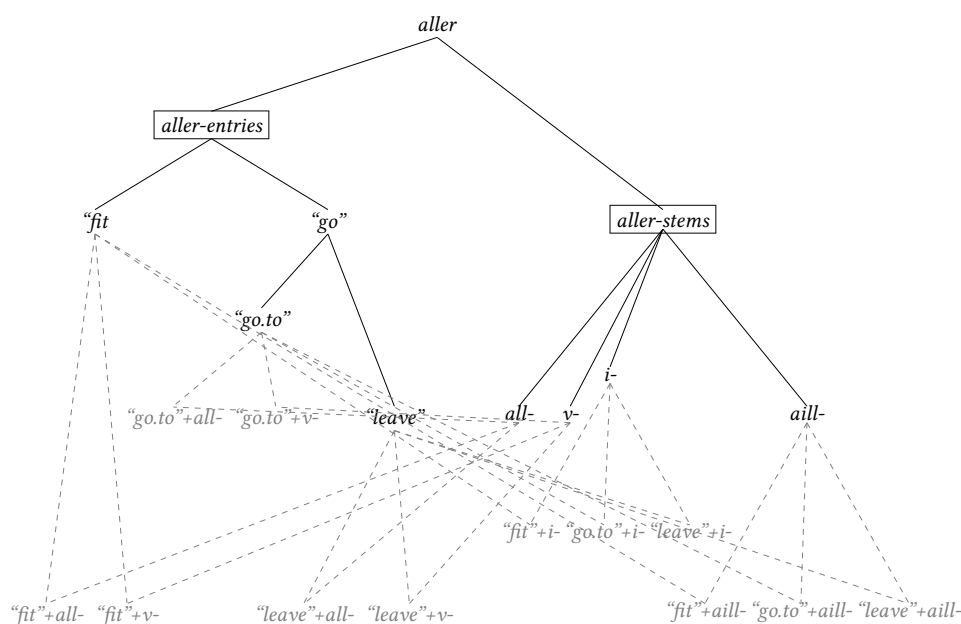 aller
aller-entries
“fit
“go”
aller-stems
“go.to”
i-
“go.to”+all-
“go.to”+v-
“leave”
all-
v-
aill-
“fit”+i-
“go.to”+i-
“leave”+i-
“fit”+all-
“fit”+v-
“leave”+all-
“leave”+v-
“fit”+aill-
“go.to”+aill-
“leave”+aill-